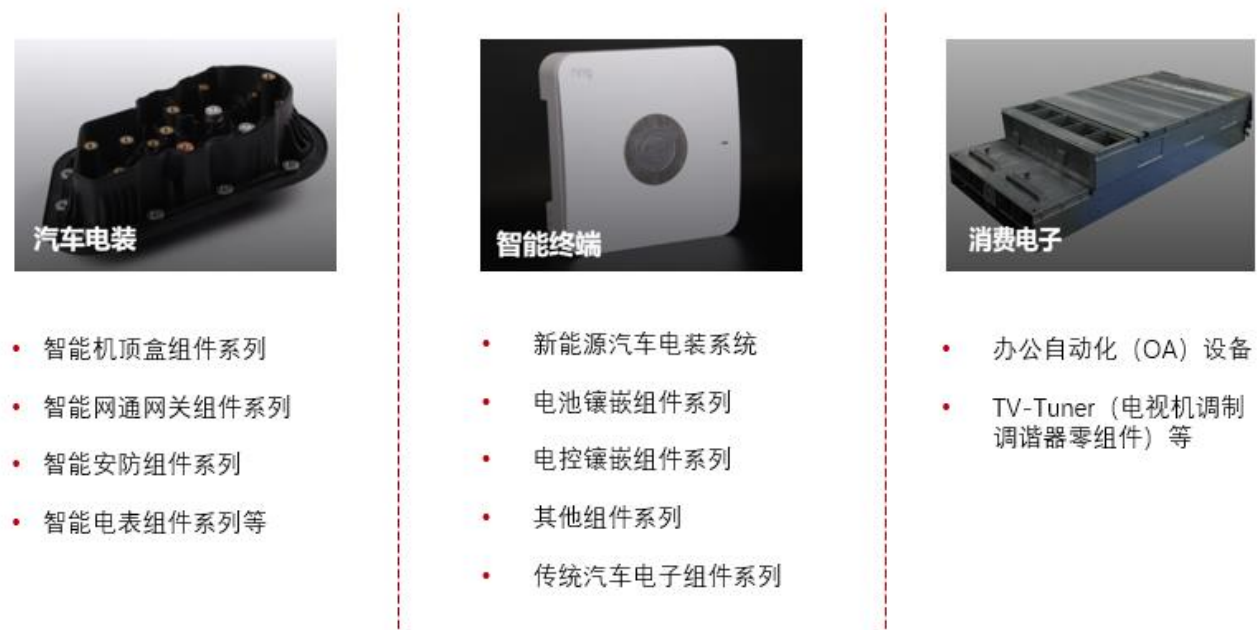 汽车电装
智能机顶盒组件系列
智能网通网关组件系列
智能安防组件系列
智能电表组件系列等
ring
智能终端
新能源汽车电装系统
电池镶嵌组件系列
电控镶嵌组件系列
其他组件系列
传统汽车电子组件系列
消费电子
办公自动化（OA）设备
TV-Tuner（电视机调制
调谐器零组件）等